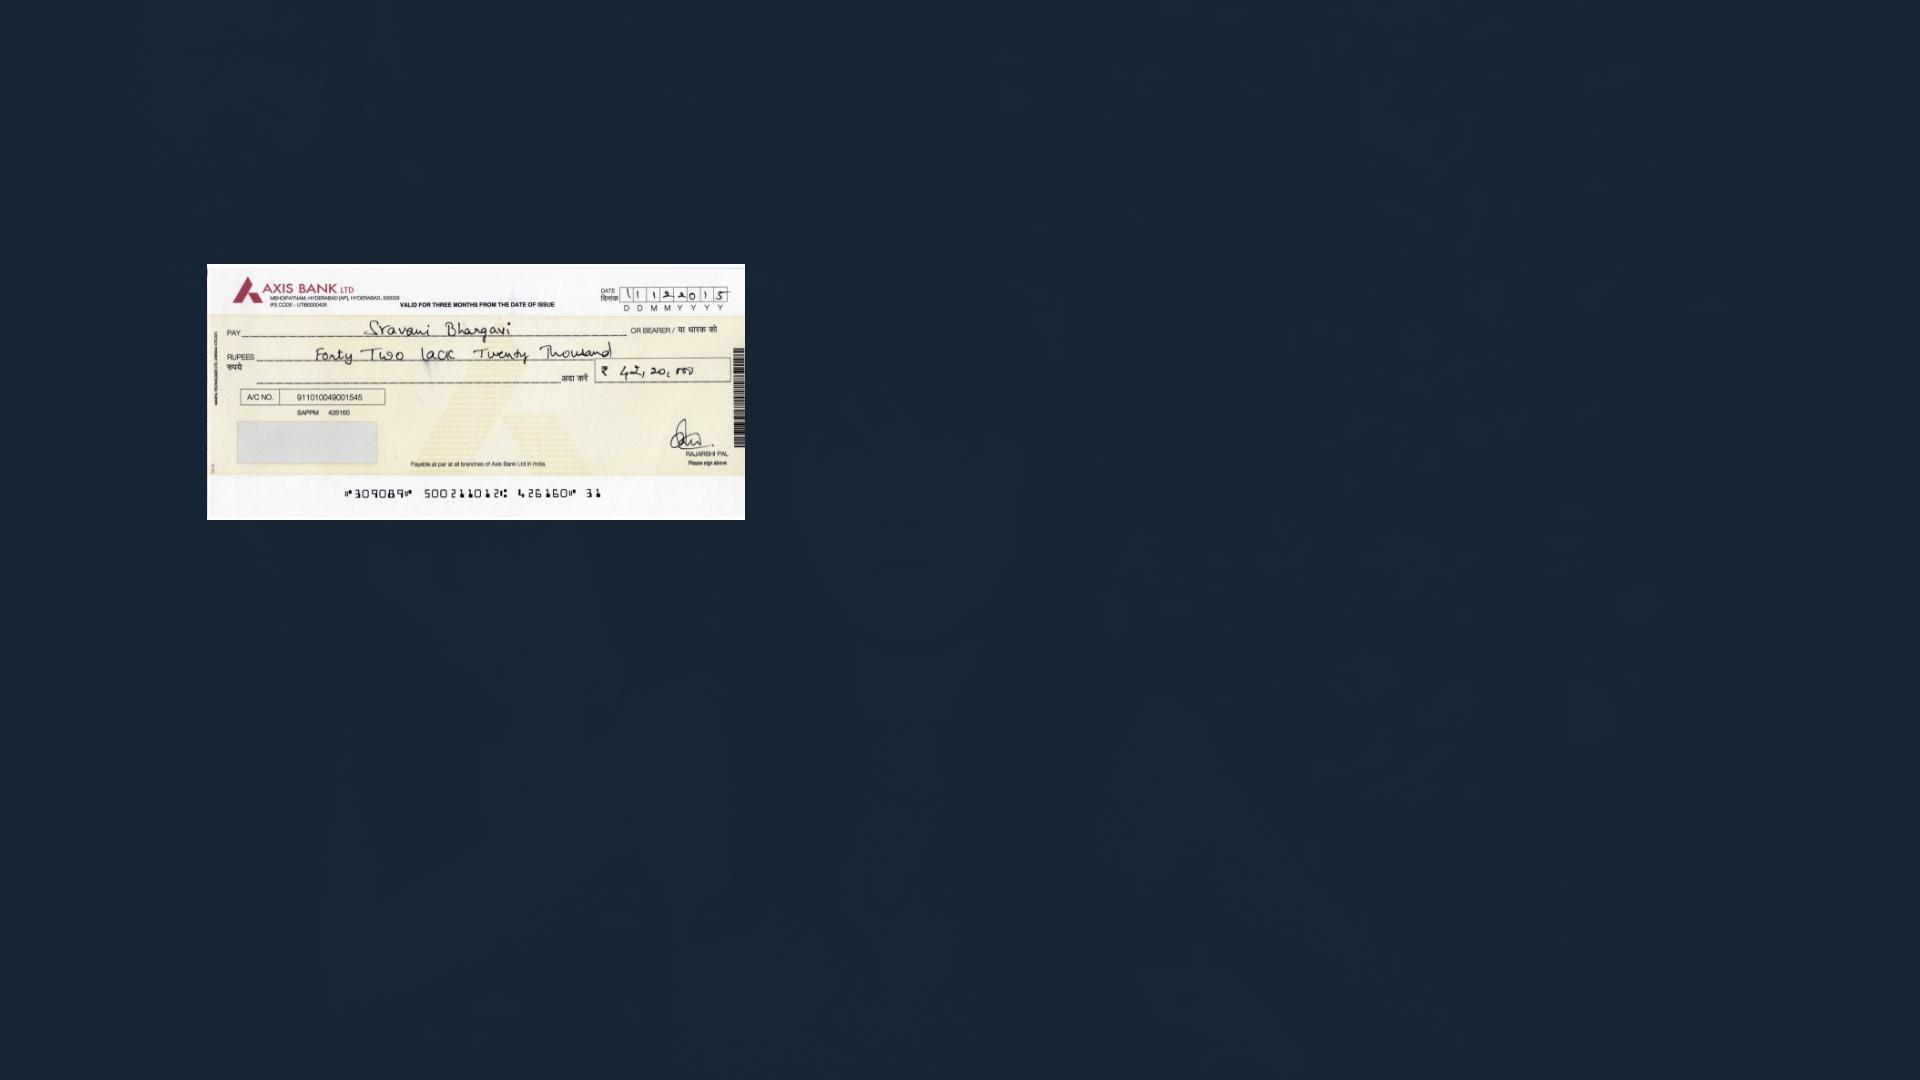 AXIS BANK LTD
MEHDIPATNAM, HYDERABAD [AP], HYDERABAD, 500028
IFS CODE - UTIB0000426
VALID FOR THREE MONTHS FROM THE DATE OF ISSUE
DATE
दिनांक
1 1 1 2 2 0 1 5
D D M M Y Y Y Y
PAY Sravani Bhargavi OR BEARER / या धारक को
RUPEES Forty Two lack Twenty Thousand
रुपये
अदा करें ₹ 42,20,000
A/C NO. 911010049001545
SAPPM 426160
RAJARSHI PAL
Please sign above
Payable at par at all branches of Axis Bank Ltd in India.
⑈309089⑈ 500211012⑆ 426160⑈ 31